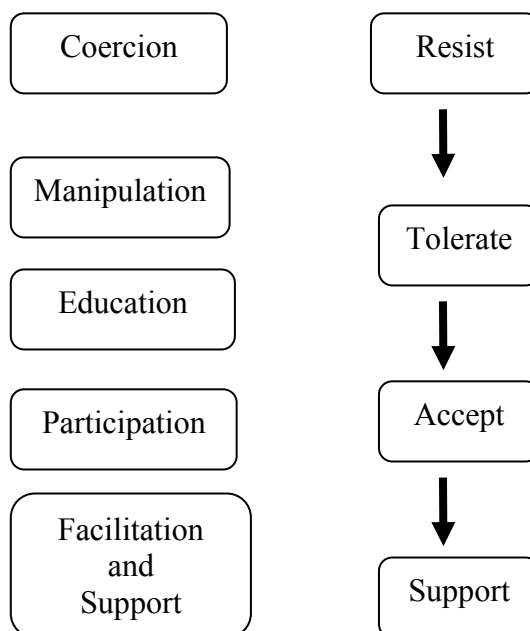 Coercion
Resist
Manipulation
Tolerate
Education
Participation
Accept
Facilitation
and
Support
Support